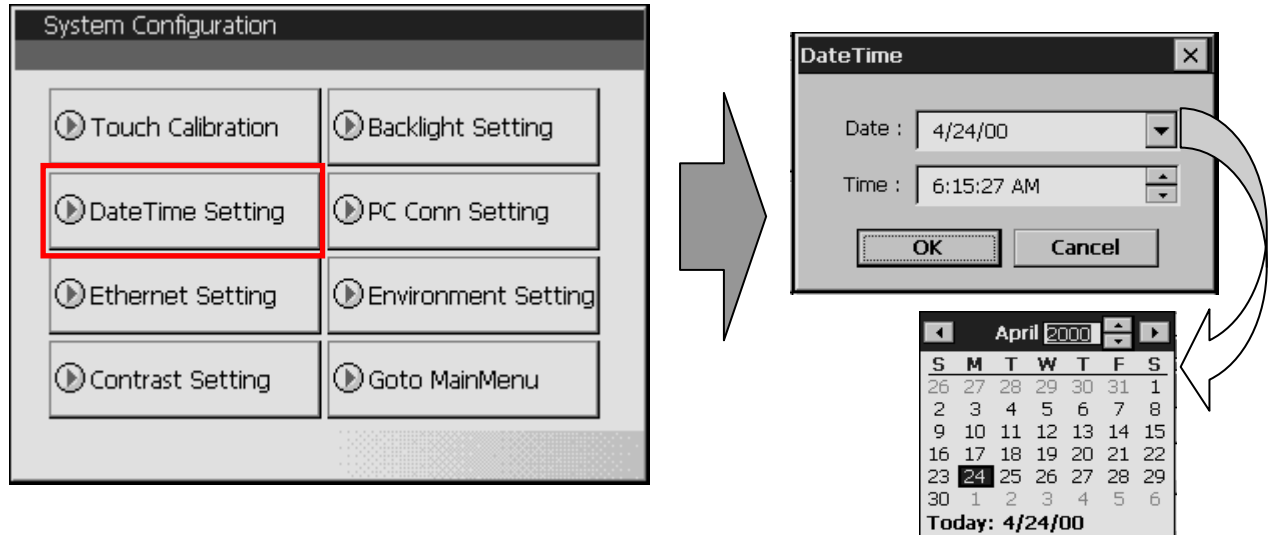 System Configuration
Touch Calibration
Backlight Setting
DateTime Setting
PC Conn Setting
Ethernet Setting
Environment Setting
Contrast Setting
Goto MainMenu
DateTime
Date : 4/24/00
Time : 6:15:27 AM
OK Cancel
April 2000
S M T W T F S
26 27 28 29 30 31 1
2 3 4 5 6 7 8
9 10 11 12 13 14 15
16 17 18 19 20 21 22
23 24 25 26 27 28 29
30 1 2 3 4 5 6
Today: 4/24/00